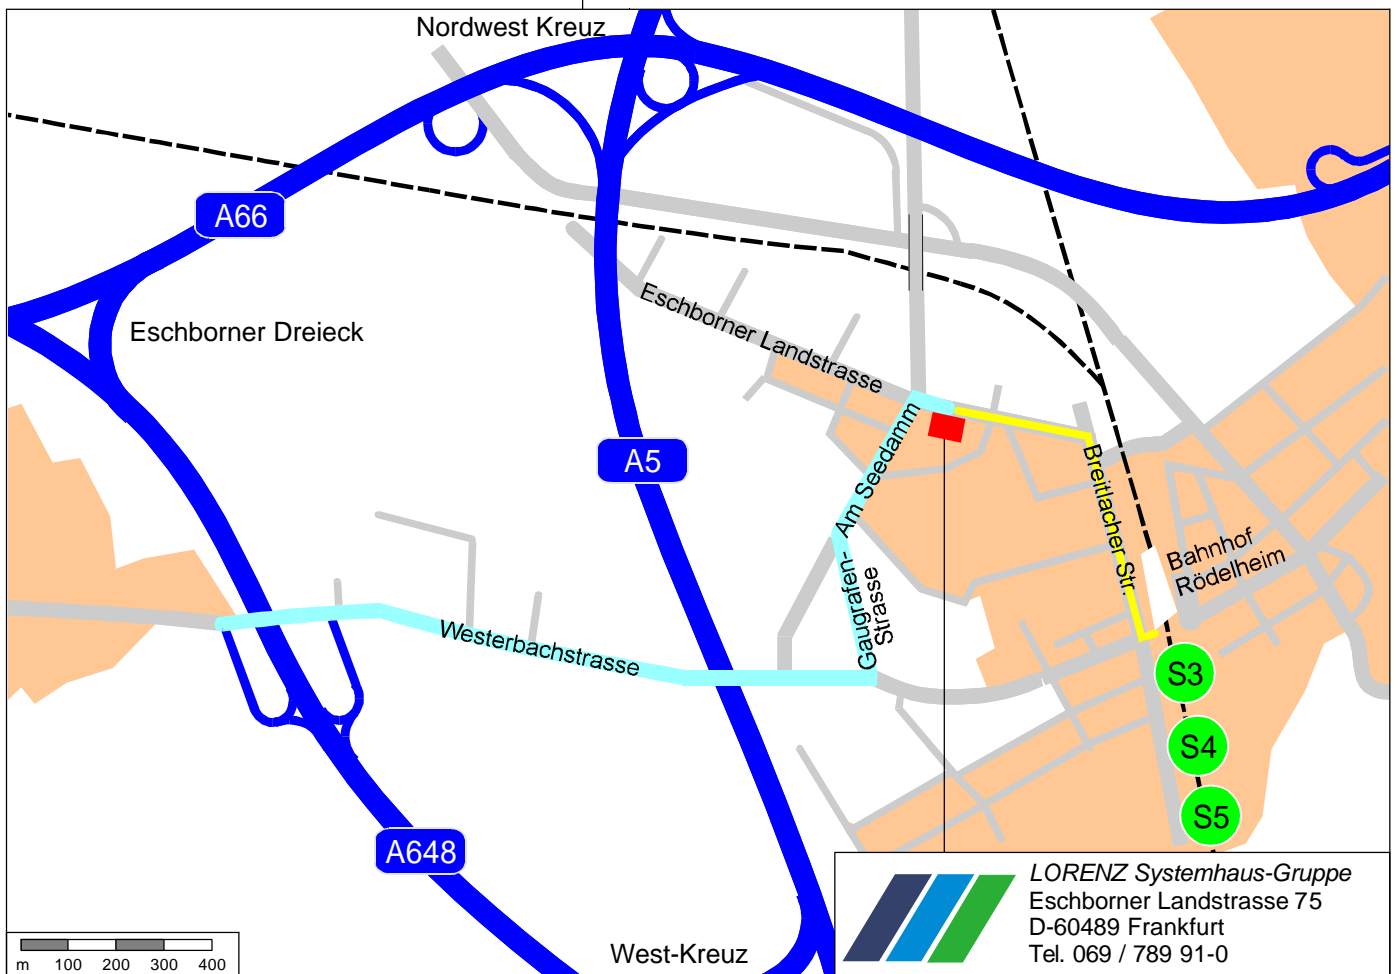 Nordwest Kreuz
A66
Eschborner Dreieck
Eschborner Landstrasse
A5
Am Seedamm
Breitlacher Str.
Bahnhof
Rödelheim
Gaugrafen-
Strasse
Westerbachstrasse
S3
S4
S5
A648
West-Kreuz
m 100 200 300 400
LORENZ Systemhaus-Gruppe
Eschborner Landstrasse 75
D-60489 Frankfurt
Tel. 069 / 789 91-0